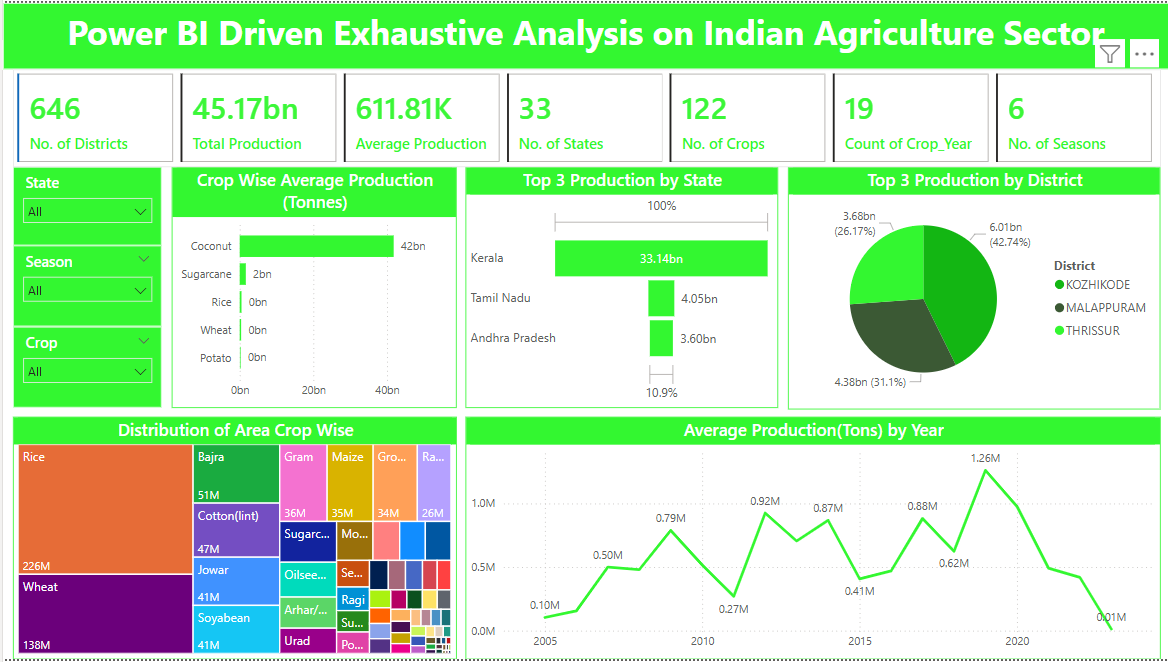 Power BI Driven Exhaustive Analysis on Indian Agriculture Sector
646
No. of Districts
45.17bn
Total Production
611.81K
Average Production
33
No. of States
122
No. of Crops
19
Count of Crop_Year
6
No. of Seasons
State
All
Season
All
Crop
All
Crop Wise Average Production
(Tonnes)
Coconut
42bn
Sugarcane
2bn
Rice
0bn
Wheat
0bn
Potato
0bn
0bn
20bn
40bn
Top 3 Production by State
100%
Kerala
33.14bn
Tamil Nadu
4.05bn
Andhra Pradesh
3.60bn
10.9%
Top 3 Production by District
3.68bn
(26.17%)
6.01bn
(42.74%)
4.38bn (31.1%)
District
KOZHIKODE
MALAPPURAM
THRISSUR
Distribution of Area Crop Wise
Rice
226M
Wheat
138M
Bajra
51M
Cotton(lint)
47M
Jowar
41M
Soyabean
41M
Gram
36M
Maize
35M
Gro...
34M
Ra...
26M
Sugarc...
Mo...
Oilsee...
Se...
Arhar/...
Ragi
Su...
Urad
Po...
Average Production(Tons) by Year
1.0M
0.5M
0.0M
0.10M
0.50M
0.79M
0.27M
0.92M
0.87M
0.41M
0.88M
0.62M
1.26M
0.01M
2005
2010
2015
2020